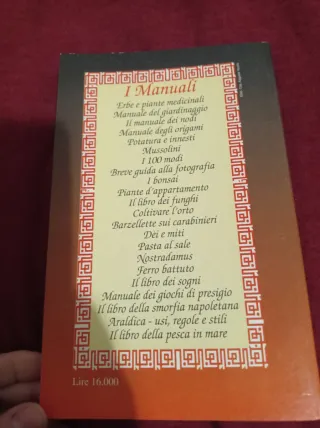 I Manuali
Erbe e piante medicinali
Manuale del giardinaggio
Il manuale dei nodi
Manuale degli origami
Potatura e innesti
Mussolini
I 100 modi
Breve guida alla fotografia
I bonsai
Piante d'appartamento
Il libro dei funghi
Coltivare l'orto
Barzellette sui carabinieri
Dèi e miti
Pasta al sale
Nostradamus
Ferro battuto
Il libro dei sogni
Manuale dei giochi di presigio
Il libro della smorfia napoletana
Araldica - usi, regole e stili
Il libro della pesca in mare
Lire 16.000